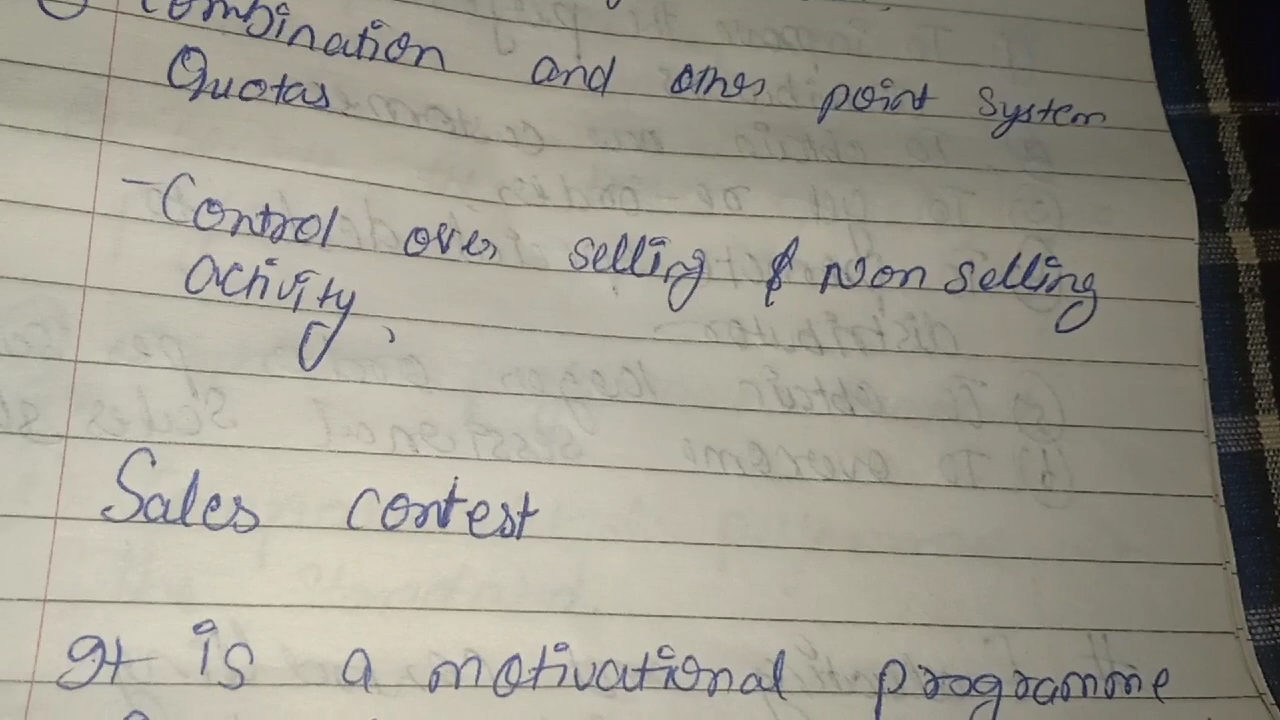 Combination and other point System
Quotas
- Control over selling & Non selling
activity,
Sales contest
It is a motivational programme